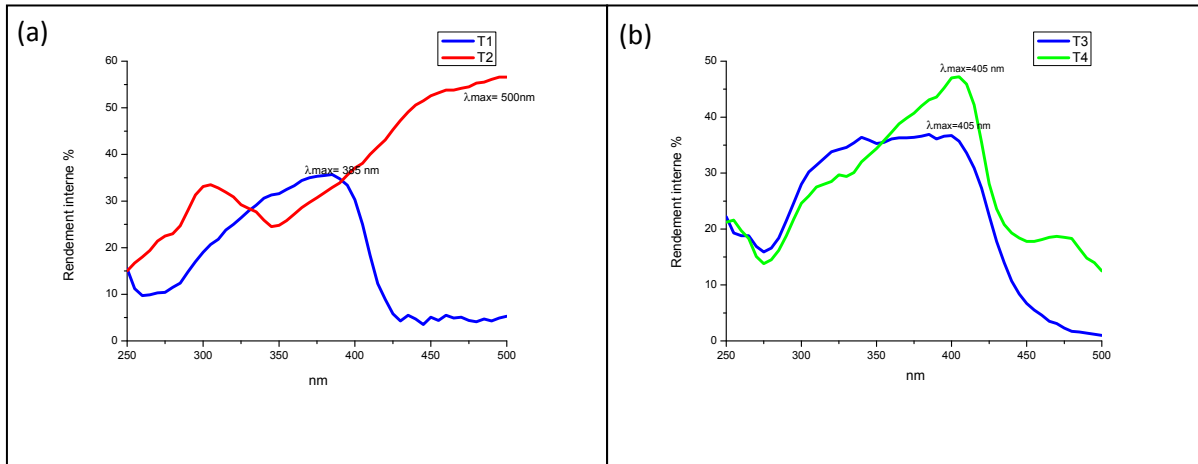 (a)
T1
T2
60
50
40
30
20
10
0
Rendement interne %
λmax= 500nm
λmax= 385 nm
250
300
350
400
450
500
nm
(b)
T3
T4
50
40
30
20
10
0
Rendement interne %
λmax=405 nm
λmax=405 nm
250
300
350
400
450
500
nm